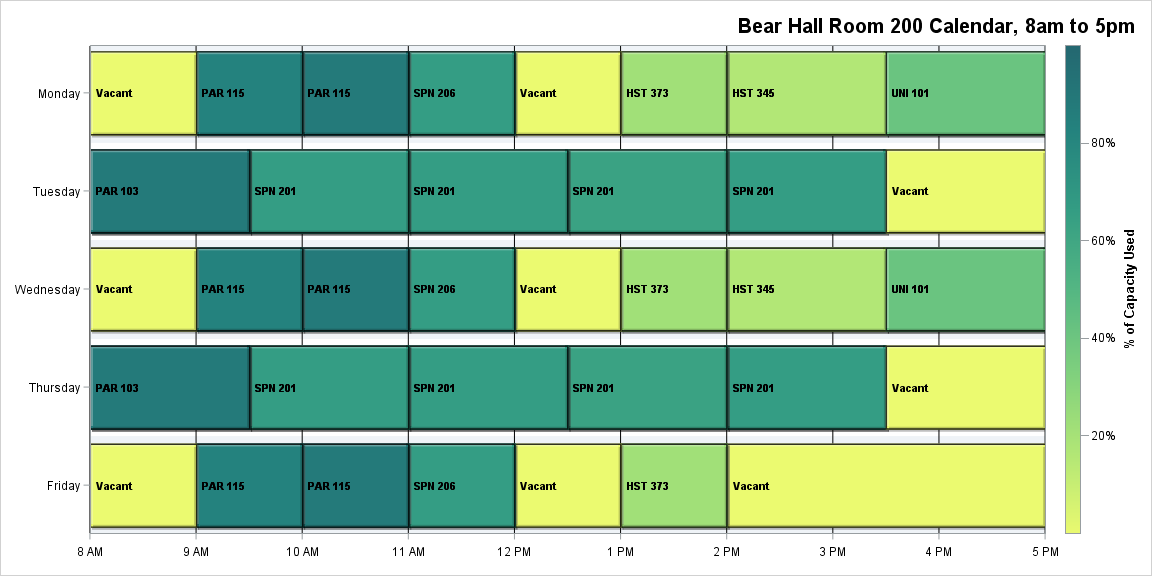 Bear Hall Room 200 Calendar, 8am to 5pm
Monday
Vacant
PAR 115
PAR 115
SPN 206
Vacant
HST 373
HST 345
UNI 101
Tuesday
PAR 103
SPN 201
SPN 201
SPN 201
SPN 201
Vacant
Wednesday
Vacant
PAR 115
PAR 115
SPN 206
Vacant
HST 373
HST 345
UNI 101
Thursday
PAR 103
SPN 201
SPN 201
SPN 201
SPN 201
Vacant
Friday
Vacant
PAR 115
PAR 115
SPN 206
Vacant
HST 373
Vacant
8 AM
9 AM
10 AM
11 AM
12 PM
1 PM
2 PM
3 PM
4 PM
5 PM
80%
60%
40%
20%
% of Capacity Used